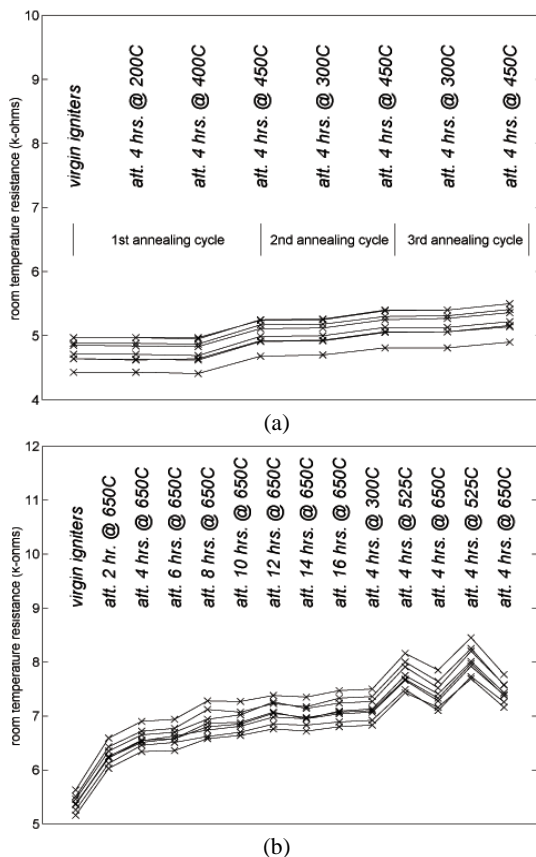 10
9
8
7
6
5
4
room temperature resistance (k-ohms)
virgin igniters
aft. 4 hrs. @ 200C
aft. 4 hrs. @ 400C
aft. 4 hrs. @ 450C
aft. 4 hrs. @ 300C
aft. 4 hrs. @ 450C
aft. 4 hrs. @ 300C
aft. 4 hrs. @ 450C
1st annealing cycle
2nd annealing cycle
3rd annealing cycle
(a)
12
11
10
9
8
7
6
5
room temperature resistance (k-ohms)
virgin igniters
aft. 2 hr. @ 650C
aft. 4 hrs. @ 650C
aft. 6 hrs. @ 650C
aft. 8 hrs. @ 650C
aft. 10 hrs. @ 650C
aft. 12 hrs. @ 650C
aft. 14 hrs. @ 650C
aft. 16 hrs. @ 650C
aft. 4 hrs. @ 300C
aft. 4 hrs. @ 525C
aft. 4 hrs. @ 650C
aft. 4 hrs. @ 525C
aft. 4 hrs. @ 650C
(b)